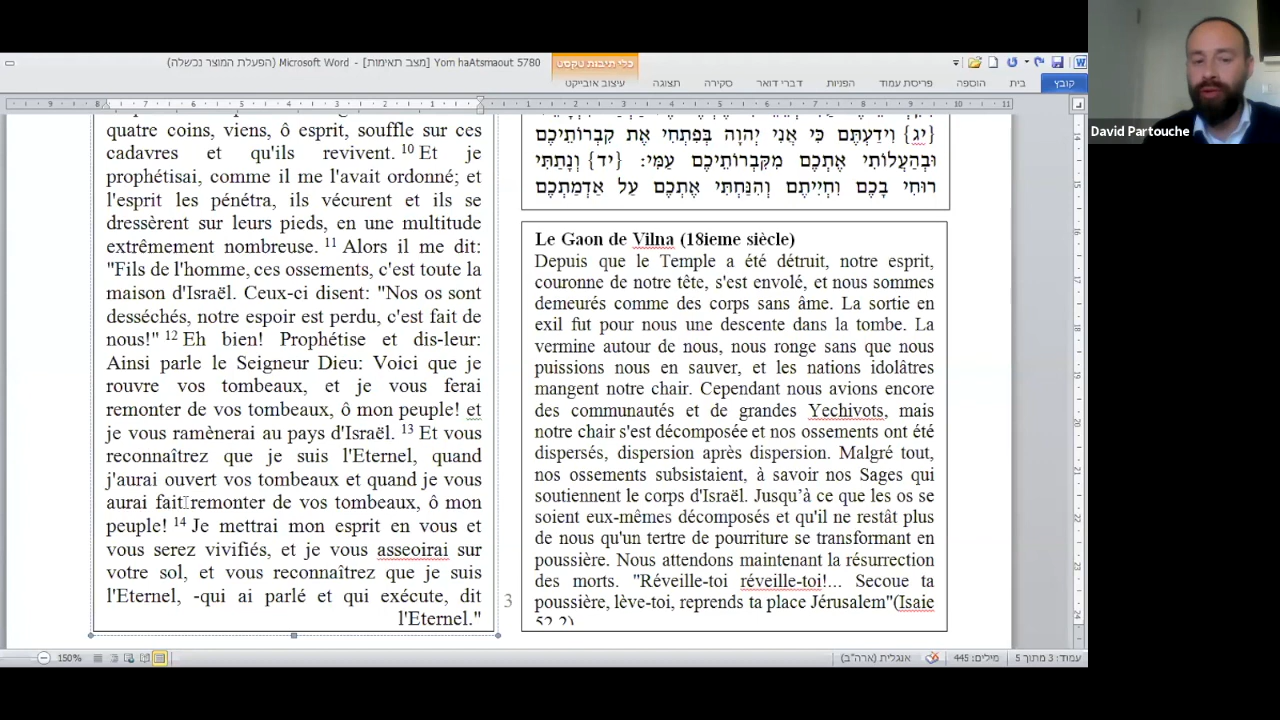 Yom haAtsmaout 5780 [מצב תאימות] - Microsoft Word (הפעלת המוצר נכשלה)
כלי תיבות טקסט
קובץ
בית
הוספה
פריסת עמוד
הפניות
דברי דואר
סקירה
תצוגה
עיצוב אובייקט
David Partouche
quatre coins, viens, ô esprit, souffle sur ces
cadavres et qu'ils revivent. 10 Et je
prophétisai, comme il me l'avait ordonné; et
l'esprit les pénétra, ils vécurent et ils se
dressèrent sur leurs pieds, en une multitude
extrêmement nombreuse. 11 Alors il me dit:
"Fils de l'homme, ces ossements, c'est toute la
maison d'Israël. Ceux-ci disent: "Nos os sont
desséchés, notre espoir est perdu, c'est fait de
nous!" 12 Eh bien! Prophétise et dis-leur:
Ainsi parle le Seigneur Dieu: Voici que je
rouvre vos tombeaux, et je vous ferai
remonter de vos tombeaux, ô mon peuple! et
je vous ramènerai au pays d'Israël. 13 Et vous
reconnaîtrez que je suis l'Eternel, quand
j'aurai ouvert vos tombeaux et quand je vous
aurai fait remonter de vos tombeaux, ô mon
peuple! 14 Je mettrai mon esprit en vous et
vous serez vivifiés, et je vous asseoirai sur
votre sol, et vous reconnaîtrez que je suis
l'Eternel, -qui ai parlé et qui exécute, dit
l'Eternel."
{יג} וִידַעְתֶּם כִּי אֲנִי יְהוָה בְּפִתְחִי אֶת קִבְרוֹתֵיכֶם
וּבְהַעֲלוֹתִי אֶתְכֶם מִקִּבְרוֹתֵיכֶם עַמִּי: {יד} וְנָתַתִּי
רוּחִי בָכֶם וִחְיִיתֶם וְהִנַּחְתִּי אֶתְכֶם עַל אַדְמַתְכֶם
Le Gaon de Vilna (18ieme siècle)
Depuis que le Temple a été détruit, notre esprit,
couronne de notre tête, s'est envolé, et nous sommes
demeurés comme des corps sans âme. La sortie en
exil fut pour nous une descente dans la tombe. La
vermine autour de nous, nous ronge sans que nous
puissions nous en sauver, et les nations idolâtres
mangent notre chair. Cependant nous avions encore
des communautés et de grandes Yechivots, mais
notre chair s'est décomposée et nos ossements ont été
dispersés, dispersion après dispersion. Malgré tout,
nos ossements subsistaient, à savoir nos Sages qui
soutiennent le corps d'Israël. Jusqu’à ce que les os se
soient eux-mêmes décomposés et qu'il ne restât plus
de nous qu'un tertre de pourriture se transformant en
poussière. Nous attendons maintenant la résurrection
des morts. "Réveille-toi réveille-toi!... Secoue ta
poussière, lève-toi, reprends ta place Jérusalem"(Isaie
52,2)
3
150%
אנגלית (ארה"ב)
מילים: 445
עמוד: 3 מתוך 5